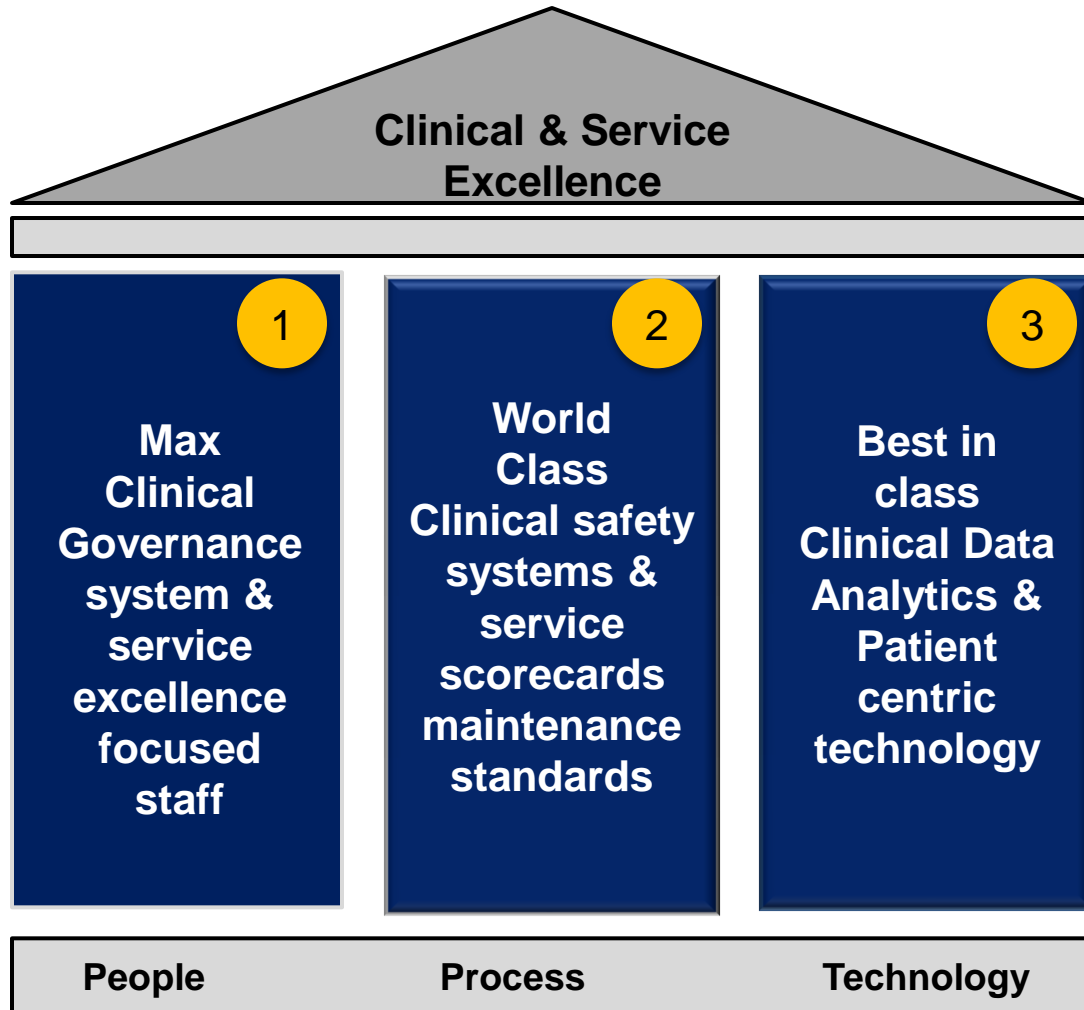 Clinical & Service
Excellence
1
Max
Clinical
Governance
system &
service
excellence
focused
staff
2
World
Class
Clinical safety
systems &
service
scorecards
maintenance
standards
3
Best in
class
Clinical Data
Analytics &
Patient
centric
technology
People
Process
Technology